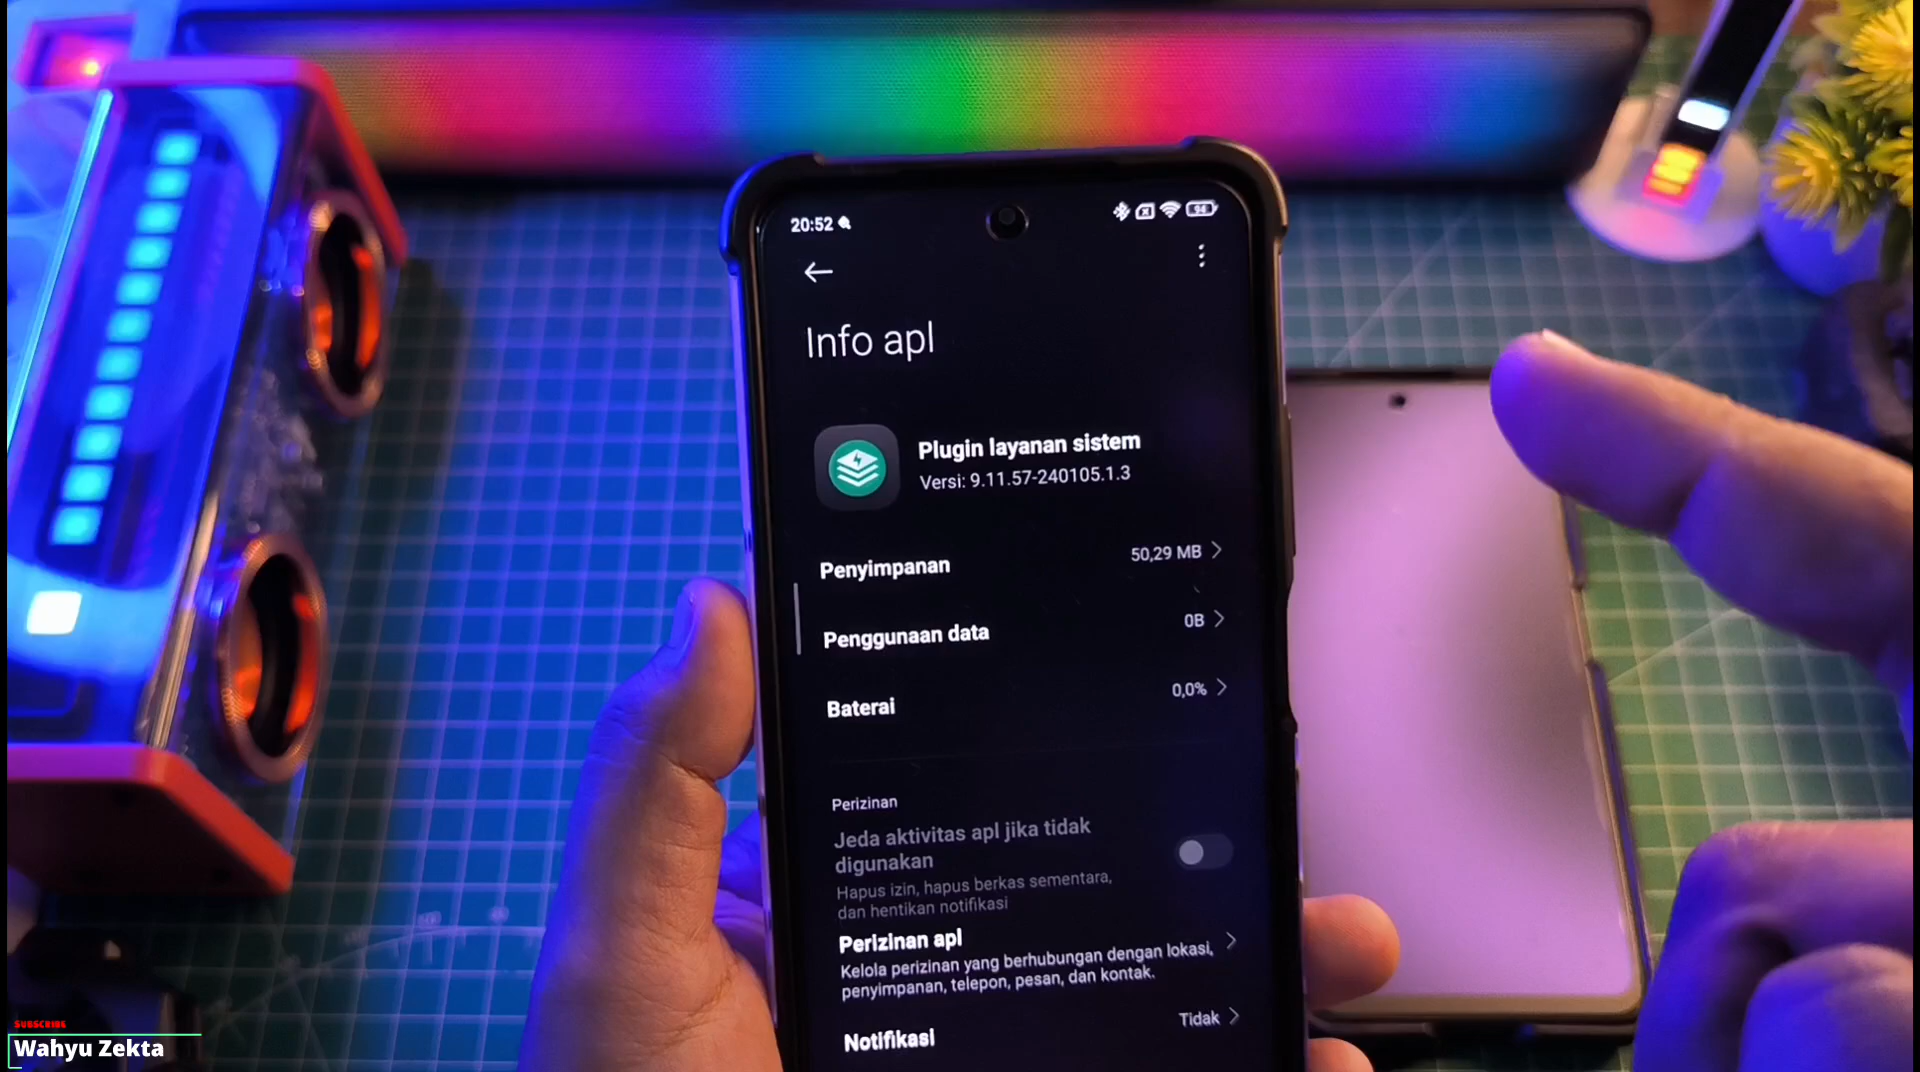 20:52
94
Info apl
Plugin layanan sistem
Versi: 9.11.57-240105.1.3
Penyimpanan
50,29 MB
Penggunaan data
0B
Baterai
0,0%
Perizinan
Jeda aktivitas apl jika tidak
digunakan
Hapus izin, hapus berkas sementara,
dan hentikan notifikasi
Perizinan apl
Kelola perizinan yang berhubungan dengan lokasi,
penyimpanan, telepon, pesan, dan kontak.
Notifikasi
Tidak
SUBSCRIBE
Wahyu Zekta